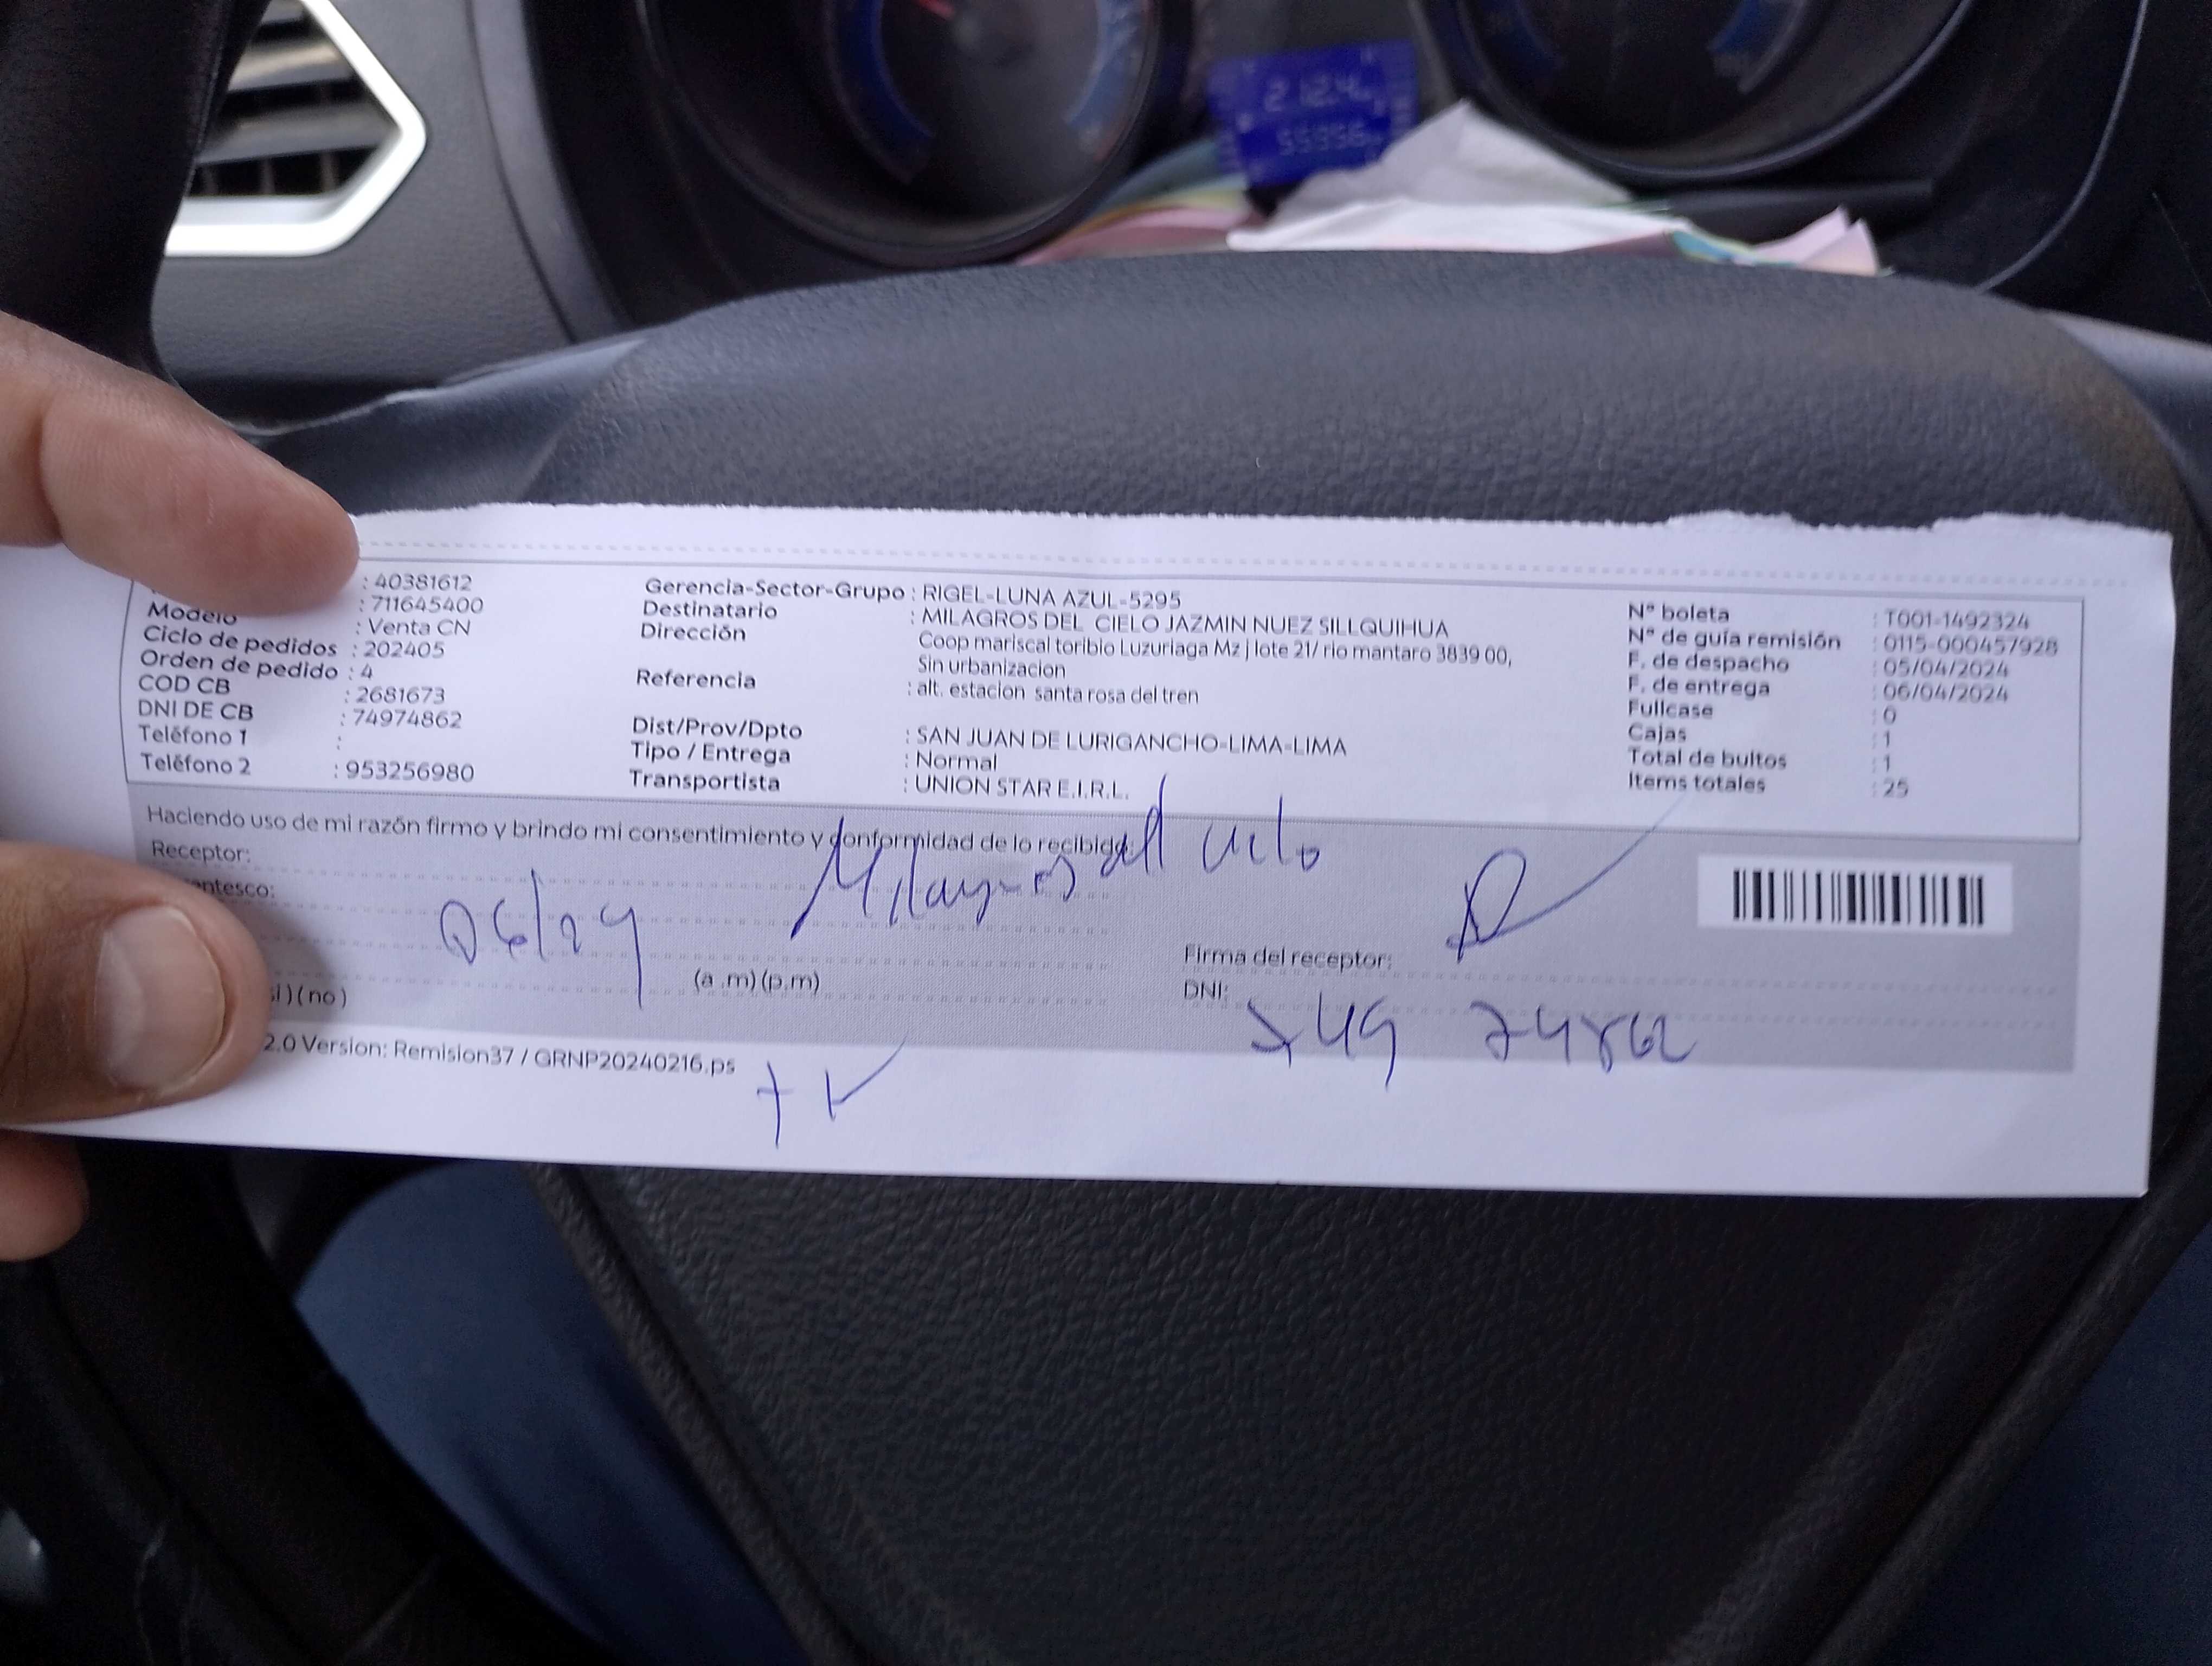 : 40381612
: 711645400
Modelo : Venta CN
Ciclo de pedidos : 202405
Orden de pedido : 4
COD CB : 2681673
DNI DE CB : 74974862
Teléfono 1 :
Teléfono 2 : 953256980
Gerencia-Sector-Grupo : RIGEL-LUNA AZUL-5295
Destinatario : MILAGROS DEL CIELO JAZMIN NUEZ SILLQUIHUA
Dirección Coop mariscal toribio Luzuriaga Mz j lote 21/ rio mantaro 3839 00,
Sin urbanizacion
Referencia : alt. estacion santa rosa del tren
Dist/Prov/Dpto : SAN JUAN DE LURIGANCHO-LIMA-LIMA
Tipo / Entrega : Normal
Transportista : UNION STAR E.I.R.L.
N° boleta : T001-1492324
N° de guía remisión : 0115-000457928
F. de despacho : 05/04/2024
F. de entrega : 06/04/2024
Fullcase : 0
Cajas : 1
Total de bultos : 1
Items totales : 25
Haciendo uso de mi razón firmo y brindo mi consentimiento y conformidad de lo recibido:
Receptor: Milagros del cielo
entesco:
06/24
(a .m) (p.m)
si ) ( no )
Firma del receptor:
DNI: 749 74862
2.0 Version: Remision37 / GRNP20240216.ps